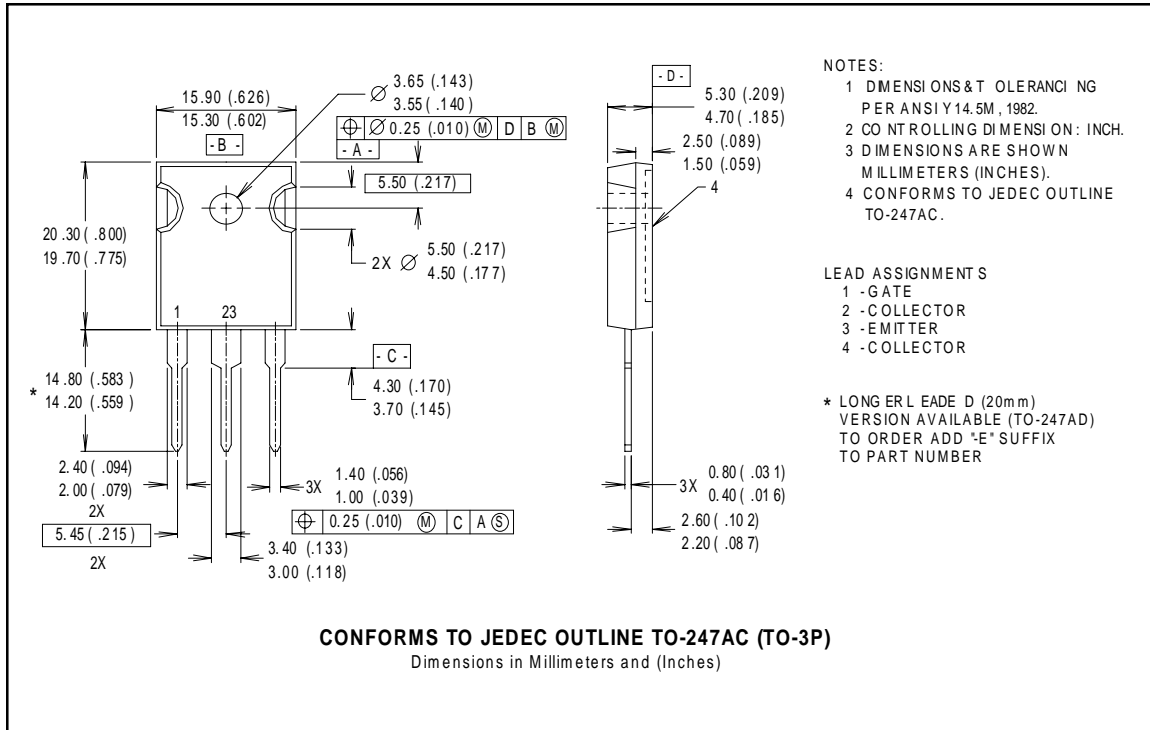 3.65 (.143)
3.55 (.140)
⌀
15.90 (.626)
15.30 (.602)
- B -
⌖ ⌀ 0.25 (.010) Ⓜ D B Ⓜ
- A -
5.50 (.217)
20.30 (.800)
19.70 (.775)
2X ⌀
5.50 (.217)
4.50 (.177)
1 23
- C -
* 14.80 (.583)
14.20 (.559)
4.30 (.170)
3.70 (.145)
2.40 (.094)
2.00 (.079)
2X
5.45 (.215)
2X
3X
1.40 (.056)
1.00 (.039)
⌖ 0.25 (.010) Ⓜ C A Ⓢ
3.40 (.133)
3.00 (.118)
- D -
5.30 (.209)
4.70 (.185)
2.50 (.089)
1.50 (.059)
4
3X
0.80 (.031)
0.40 (.016)
2.60 (.102)
2.20 (.087)
NOTES:
1 DIMENSIONS & TOLERANCING
PER ANSI Y14.5M, 1982.
2 CONTROLLING DIMENSION : INCH.
3 DIMENSIONS ARE SHOWN
MILLIMETERS (INCHES).
4 CONFORMS TO JEDEC OUTLINE
TO-247AC.
LEAD ASSIGNMENTS
1 - GATE
2 - COLLECTOR
3 - EMITTER
4 - COLLECTOR
* LONGER LEADED (20mm)
VERSION AVAILABLE (TO-247AD)
TO ORDER ADD "-E" SUFFIX
TO PART NUMBER
CONFORMS TO JEDEC OUTLINE TO-247AC (TO-3P)
Dimensions in Millimeters and (Inches)